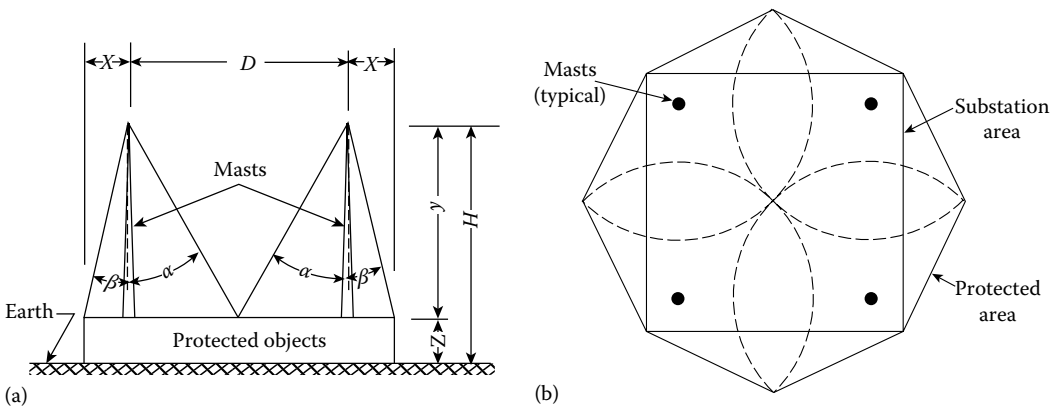 X
D
X
Masts
y
H
β
α
α
β
Earth
Protected objects
Z
(a)
Masts
(typical)
Substation
area
Protected
area
(b)